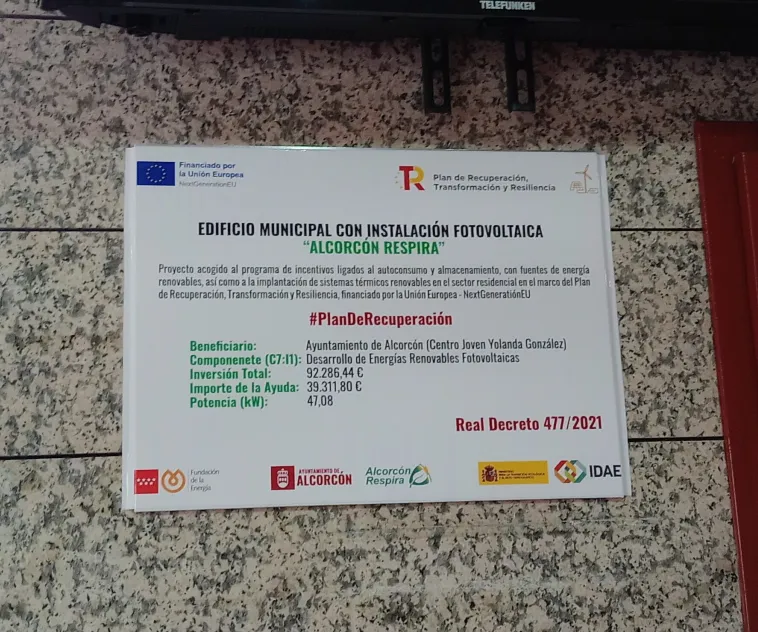 TELEFUNKEN
Financiado por
la Unión Europea
NextGenerationEU
TR
Plan de Recuperación,
Transformación y Resiliencia
EDIFICIO MUNICIPAL CON INSTALACIÓN FOTOVOLTAICA
“ALCORCÓN RESPIRA”
Proyecto acogido al programa de incentivos ligados al autoconsumo y almacenamiento, con fuentes de energía
renovables, así como a la implantación de sistemas térmicos renovables en el sector residencial en el marco del Plan
de Recuperación, Transformación y Resiliencia, financiado por la Unión Europea - NextGeneratiónEU
#PlanDeRecuperación
Beneficiario: Ayuntamiento de Alcorcón (Centro Joven Yolanda González)
Componenete (C7:I1): Desarrollo de Energías Renovables Fotovoltaicas
Inversión Total: 92.286,44 €
Importe de la Ayuda: 39.311,80 €
Potencia (kW): 47,08
Real Decreto 477/2021
Fundación
de la
Energía
AYUNTAMIENTO DE
ALCORCÓN
Alcorcón
Respira
IDAE